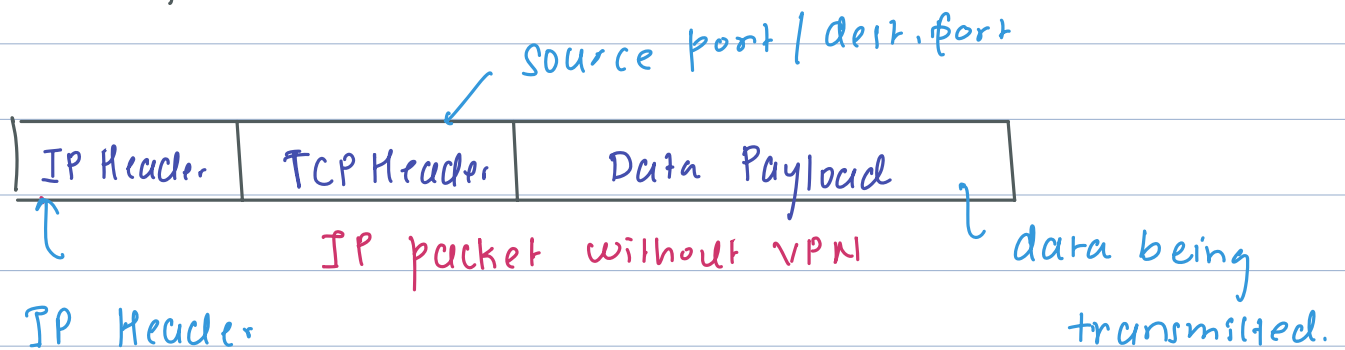 source port / dest. port
IP Header TCP Header Data Payload
IP packet without VPN
data being
IP Header transmitted.